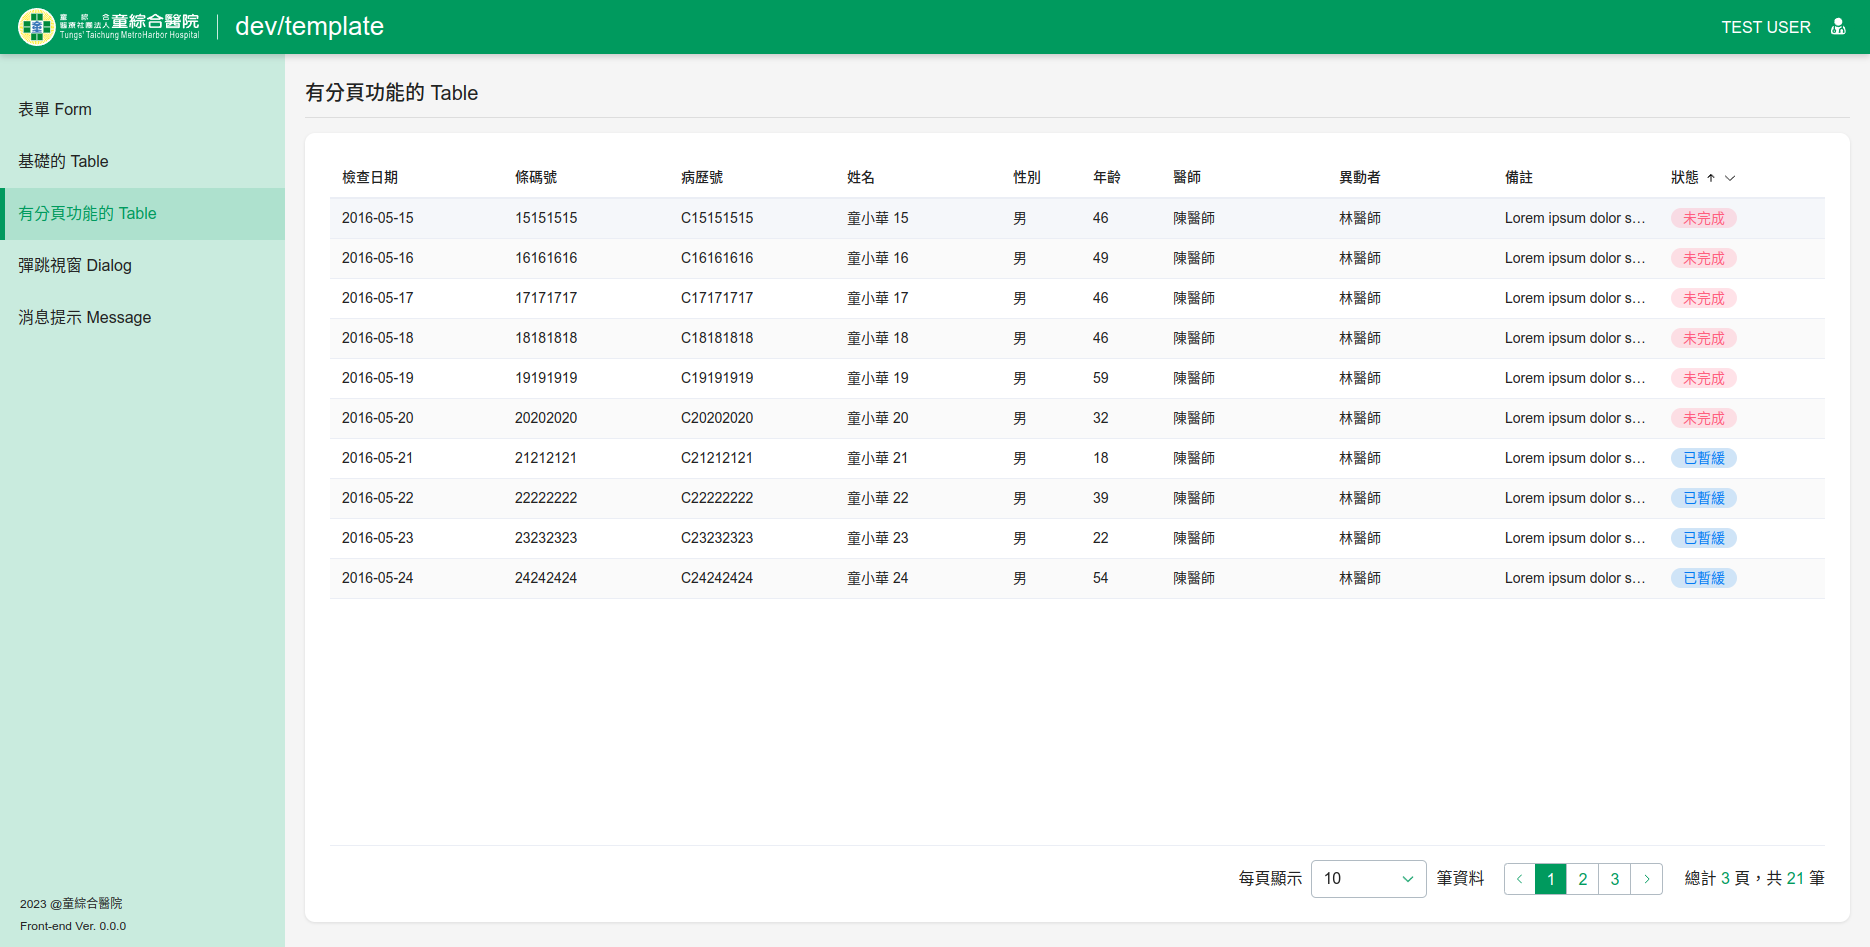 童綜合
醫療社團法人童綜合醫院
Tungs' Taichung MetroHarbor Hospital
dev/template
TEST USER
表單 Form
基礎的 Table
有分頁功能的 Table
彈跳視窗 Dialog
消息提示 Message
2023 @童綜合醫院
Front-end Ver. 0.0.0
有分頁功能的 Table
檢查日期 條碼號 病歷號 姓名 性別 年齡 醫師 異動者 備註 狀態
2016-05-15 15151515 C15151515 童小華 15 男 46 陳醫師 林醫師 Lorem ipsum dolor s... 未完成
2016-05-16 16161616 C16161616 童小華 16 男 49 陳醫師 林醫師 Lorem ipsum dolor s... 未完成
2016-05-17 17171717 C17171717 童小華 17 男 46 陳醫師 林醫師 Lorem ipsum dolor s... 未完成
2016-05-18 18181818 C18181818 童小華 18 男 46 陳醫師 林醫師 Lorem ipsum dolor s... 未完成
2016-05-19 19191919 C19191919 童小華 19 男 59 陳醫師 林醫師 Lorem ipsum dolor s... 未完成
2016-05-20 20202020 C20202020 童小華 20 男 32 陳醫師 林醫師 Lorem ipsum dolor s... 未完成
2016-05-21 21212121 C21212121 童小華 21 男 18 陳醫師 林醫師 Lorem ipsum dolor s... 已暫緩
2016-05-22 22222222 C22222222 童小華 22 男 39 陳醫師 林醫師 Lorem ipsum dolor s... 已暫緩
2016-05-23 23232323 C23232323 童小華 23 男 22 陳醫師 林醫師 Lorem ipsum dolor s... 已暫緩
2016-05-24 24242424 C24242424 童小華 24 男 54 陳醫師 林醫師 Lorem ipsum dolor s... 已暫緩
每頁顯示 10 筆資料 1 2 3 總計 3 頁，共 21 筆